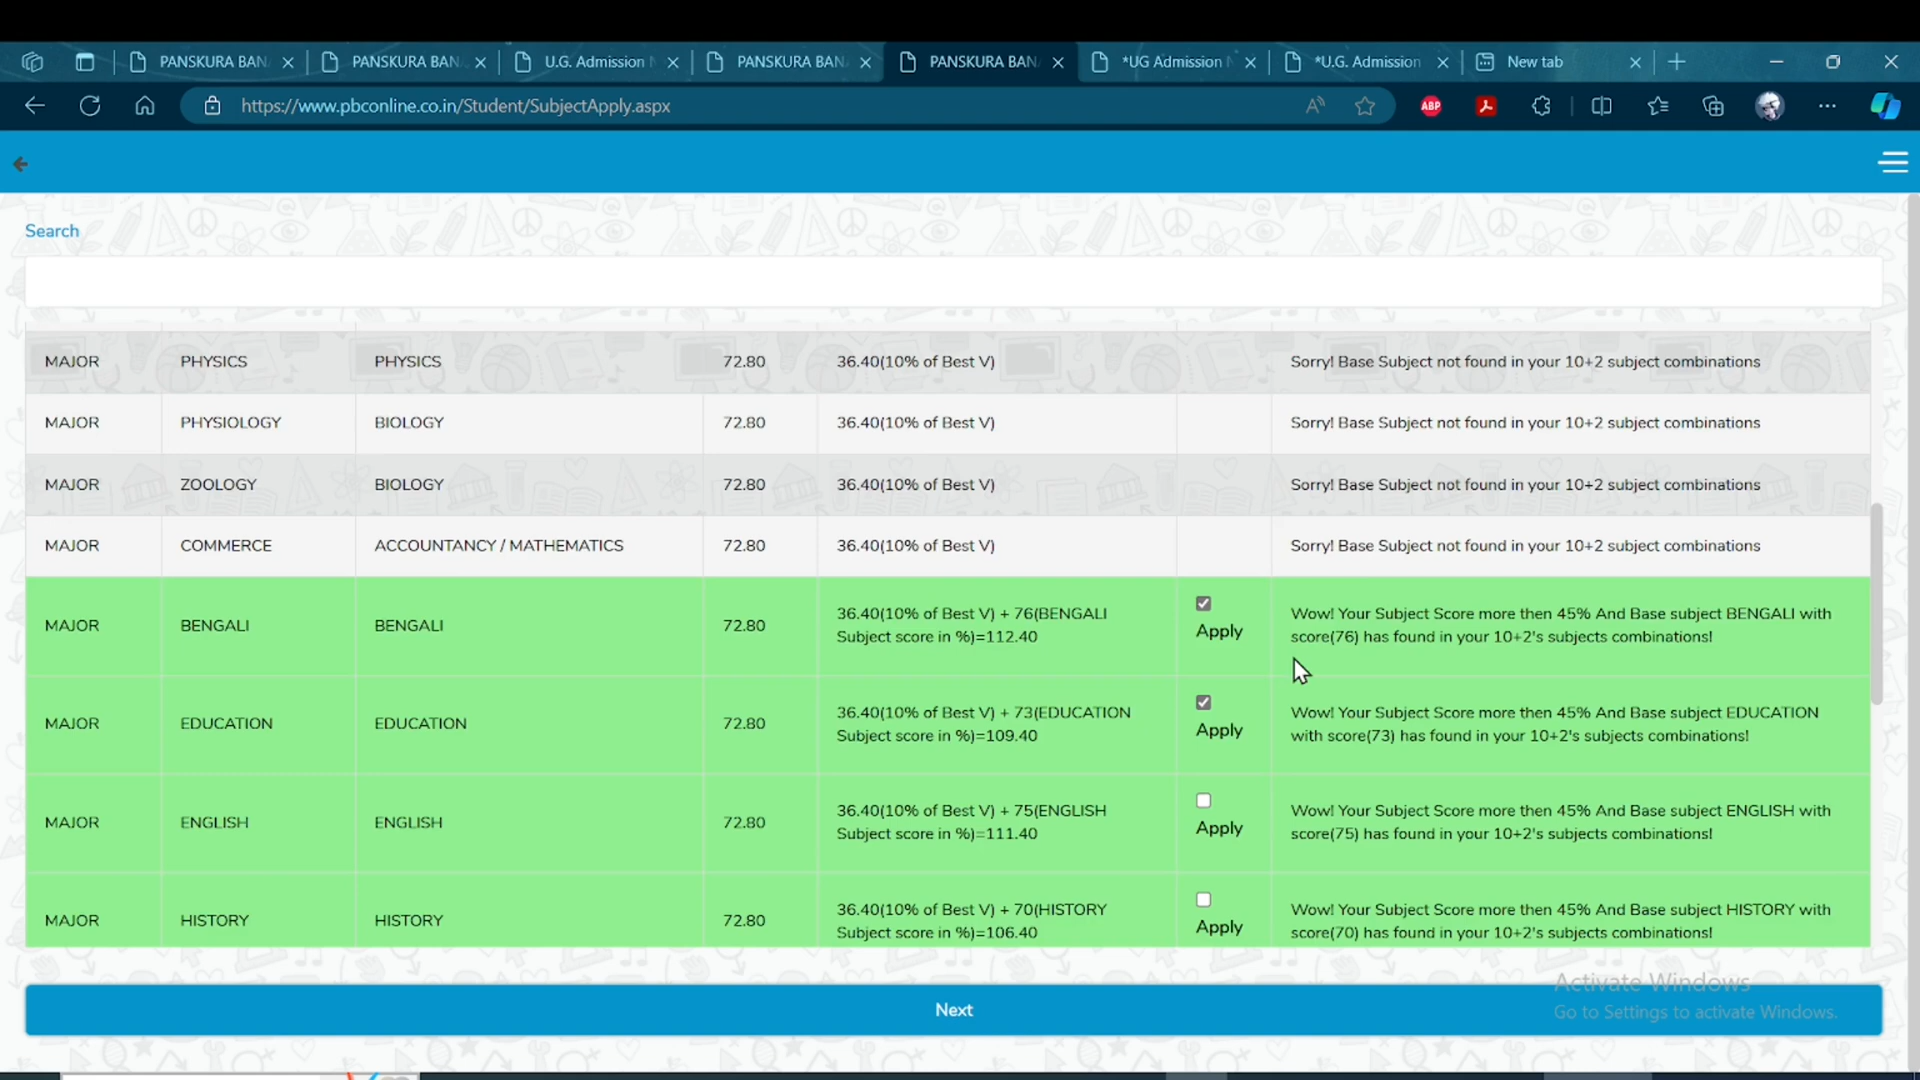 PANSKURA BAN
PANSKURA BAN
U.G. Admission
PANSKURA BAN
PANSKURA BAN
*UG Admission
*U.G. Admission
New tab
https://www.pbconline.co.in/Student/SubjectApply.aspx
ABP
Search
MAJOR PHYSICS PHYSICS 72.80 36.40(10% of Best V) Sorry! Base Subject not found in your 10+2 subject combinations
MAJOR PHYSIOLOGY BIOLOGY 72.80 36.40(10% of Best V) Sorry! Base Subject not found in your 10+2 subject combinations
MAJOR ZOOLOGY BIOLOGY 72.80 36.40(10% of Best V) Sorry! Base Subject not found in your 10+2 subject combinations
MAJOR COMMERCE ACCOUNTANCY / MATHEMATICS 72.80 36.40(10% of Best V) Sorry! Base Subject not found in your 10+2 subject combinations
MAJOR BENGALI BENGALI 72.80
36.40(10% of Best V) + 76(BENGALI
Subject score in %)=112.40
Apply
Wow! Your Subject Score more then 45% And Base subject BENGALI with
score(76) has found in your 10+2's subjects combinations!
MAJOR EDUCATION EDUCATION 72.80
36.40(10% of Best V) + 73(EDUCATION
Subject score in %)=109.40
Apply
Wow! Your Subject Score more then 45% And Base subject EDUCATION
with score(73) has found in your 10+2's subjects combinations!
MAJOR ENGLISH ENGLISH 72.80
36.40(10% of Best V) + 75(ENGLISH
Subject score in %)=111.40
Apply
Wow! Your Subject Score more then 45% And Base subject ENGLISH with
score(75) has found in your 10+2's subjects combinations!
MAJOR HISTORY HISTORY 72.80
36.40(10% of Best V) + 70(HISTORY
Subject score in %)=106.40
Apply
Wow! Your Subject Score more then 45% And Base subject HISTORY with
score(70) has found in your 10+2's subjects combinations!
Next
Activate Windows
Go to Settings to activate Windows.